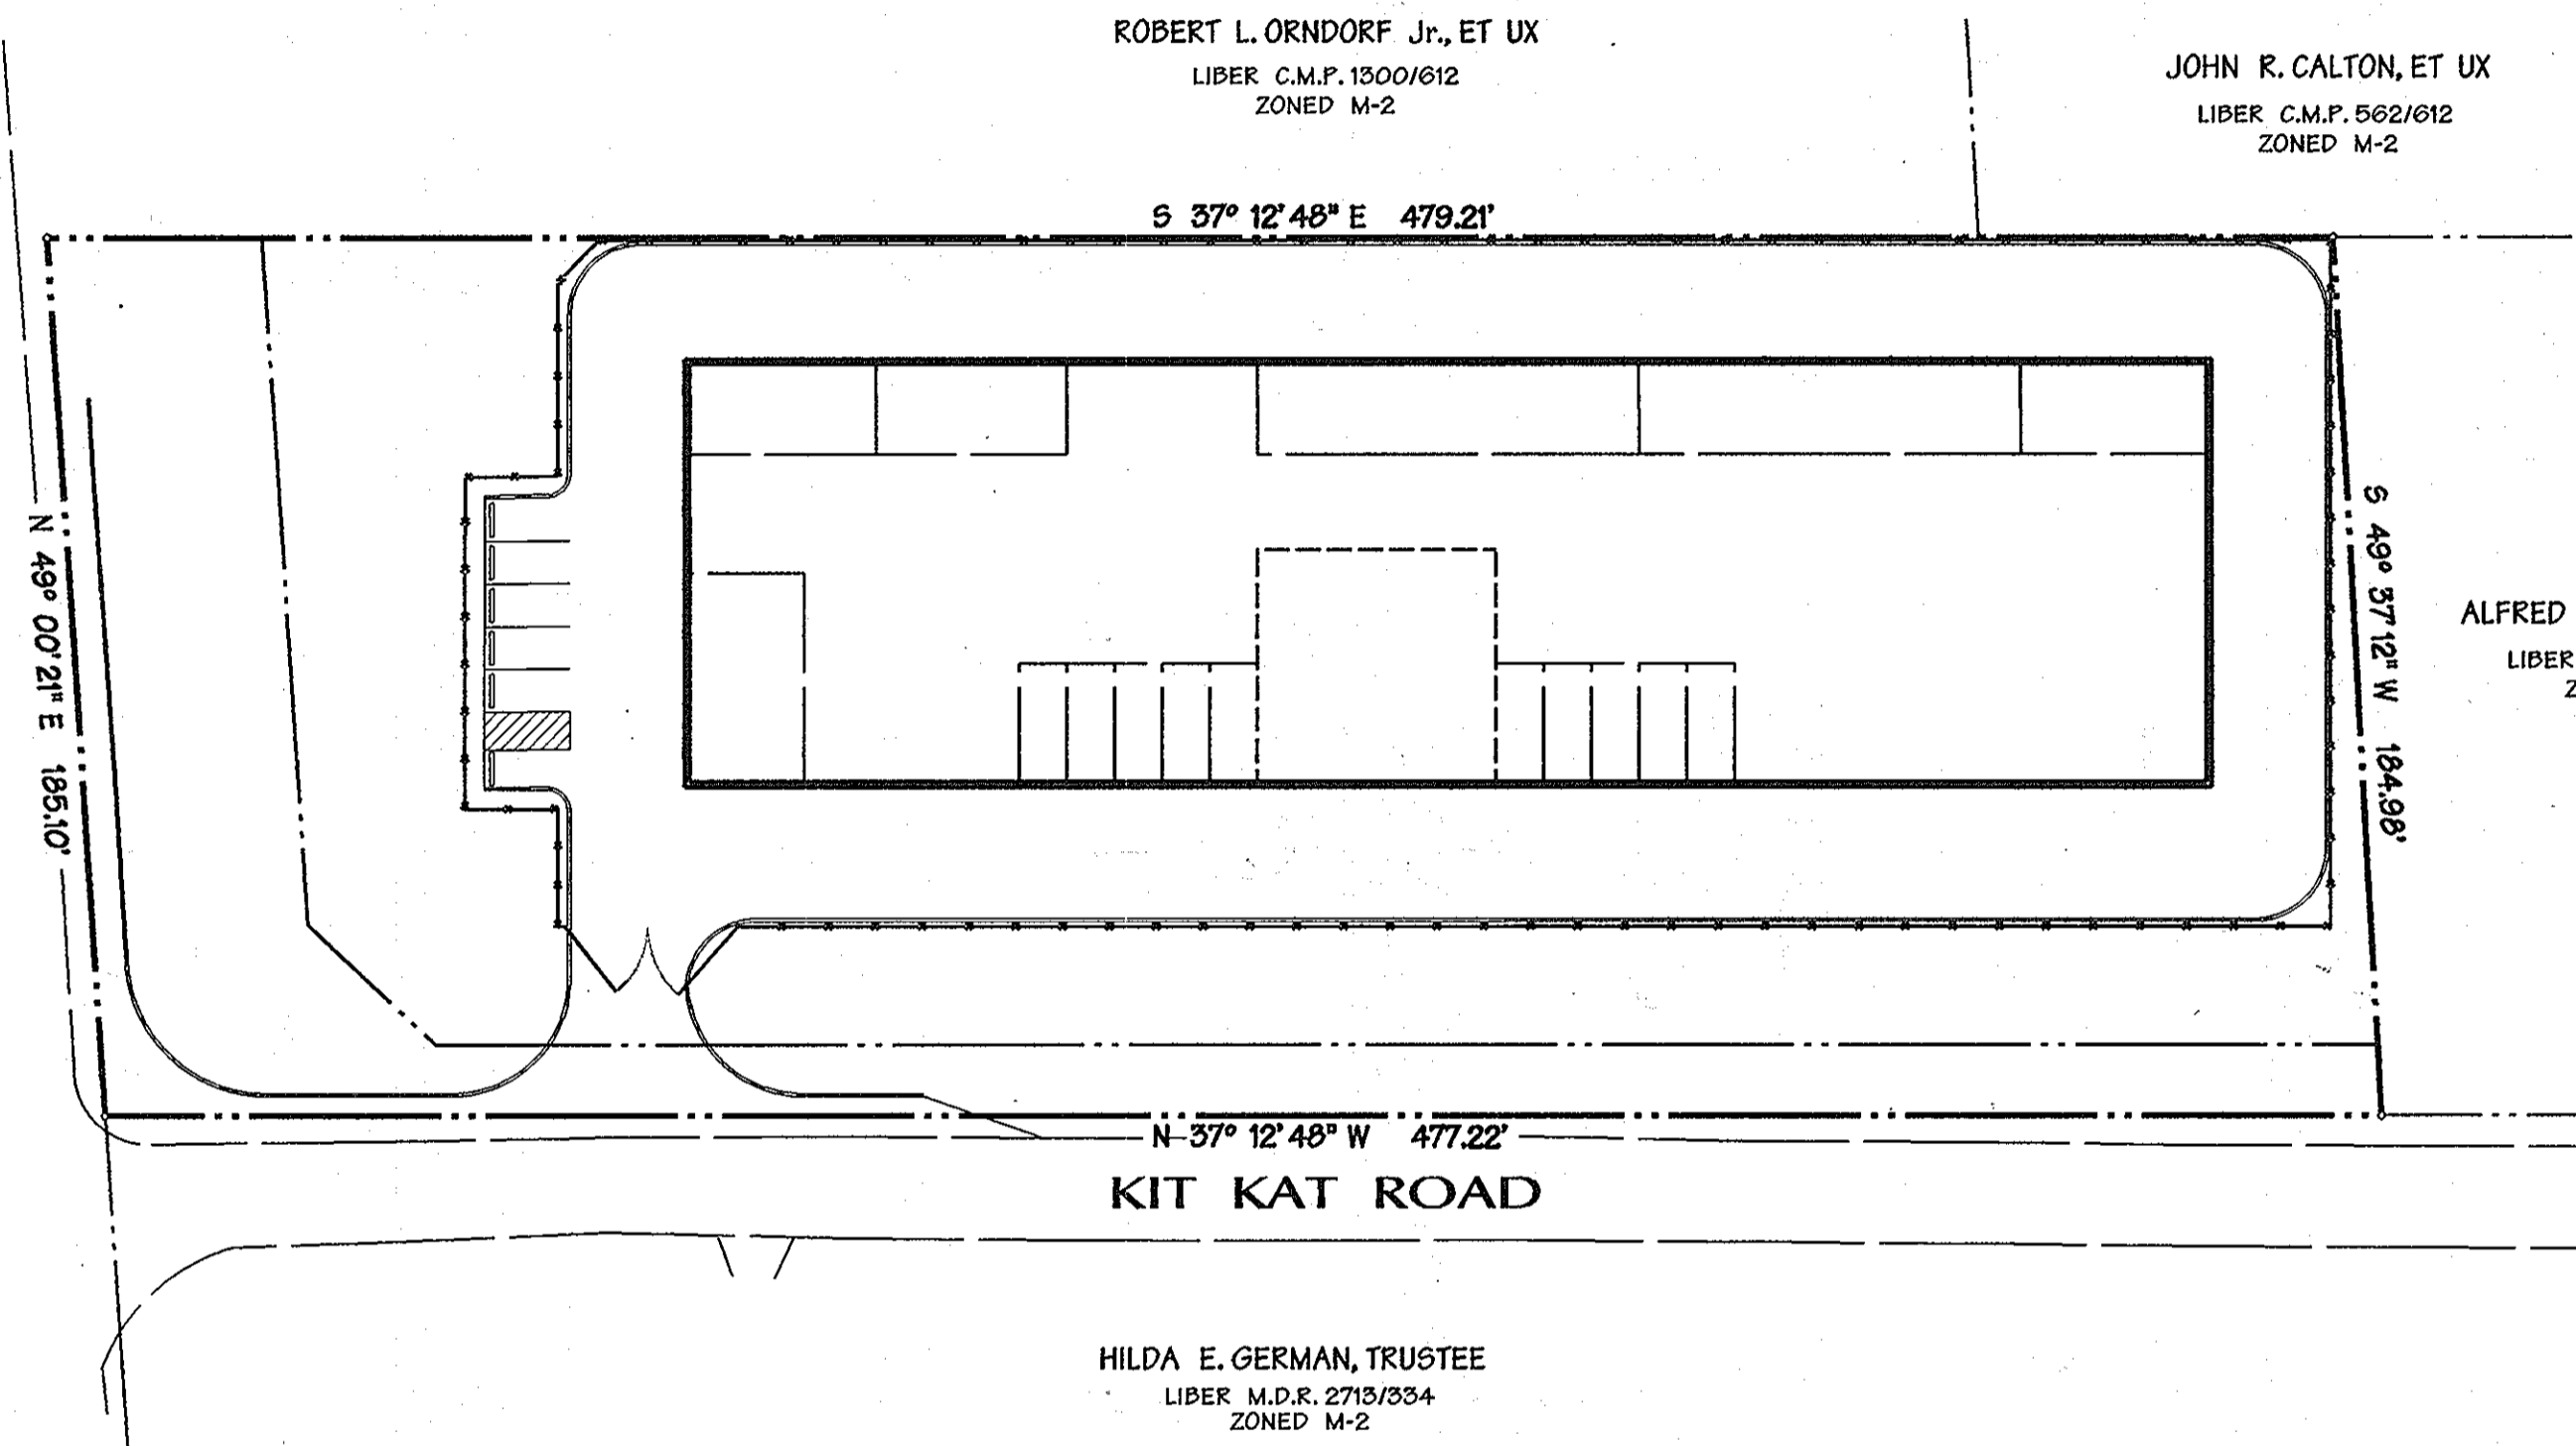 ROBERT L. ORNDORF Jr., ET UX
LIBER C.M.P. 1300/612
ZONED M-2
JOHN R. CALTON, ET UX
LIBER C.M.P. 562/612
ZONED M-2
S 37° 12' 48" E 479.21'
N 49° 00' 21" E 185.10'
S 49° 37' 12" W 184.98'
ALFRED
LIBER
Z
N 37° 12' 48" W 477.22'
KIT KAT ROAD
HILDA E. GERMAN, TRUSTEE
LIBER M.D.R. 2713/334
ZONED M-2